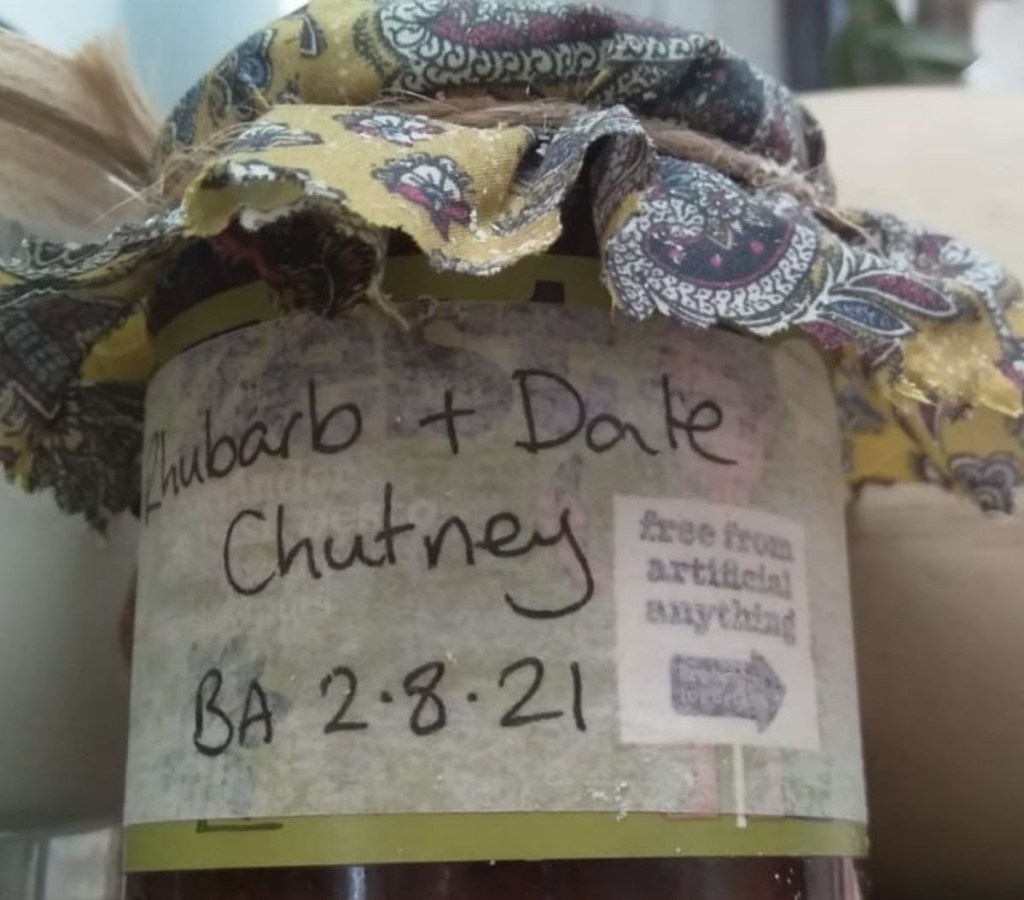 Rhubarb + Date
Chutney
BA 2.8.21
free from
artificial
anything